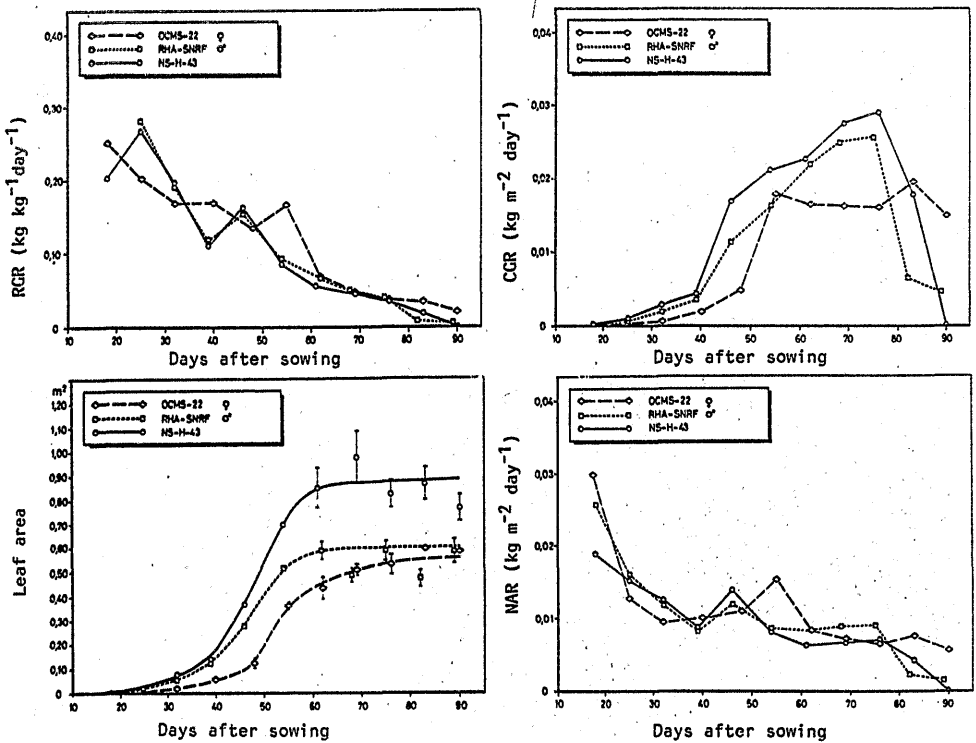 RGR (kg kg⁻¹day⁻¹)
0,40
0,30
0,20
0,10
0
OCMS-22 ♀
RHA=SNRF ♂
NS-H-43
10 20 30 40 50 60 70 80 90
Days after sowing
CGR (kg m⁻² day⁻¹)
0,04
0,03
0,02
0,01
0
OCMS-22 ♀
RHA=SNRF ♂
NS-H-43
10 20 30 40 50 60 70 80 90
Days after sowing
Leaf area
m²
1,20
1,10
1,00
0,90
0,80
0,70
0,60
0,50
0,40
0,30
0,20
0,10
0
OCMS-22 ♀
RHA=SNRF ♂
NS-H-43
10 20 30 40 50 60 70 80 90
Days after sowing
NAR (kg m⁻² day⁻¹)
0,04
0,03
0,02
0,01
0
OCMS-22 ♀
RHA=SNRF ♂
NS-H-43
10 20 30 40 50 60 70 80 90
Days after sowing